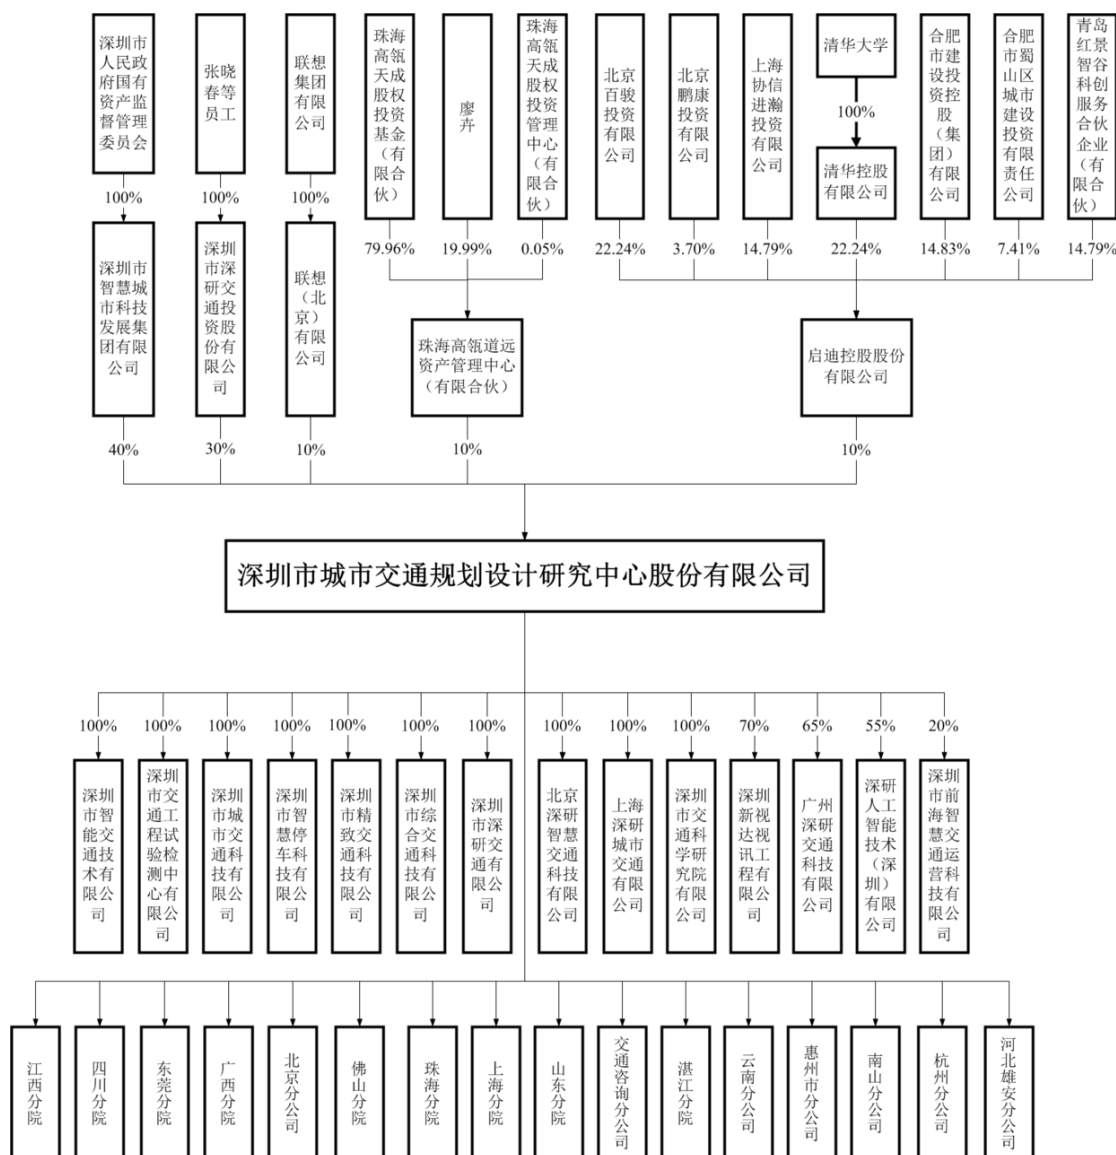 深圳市
人民政
府国有
资产监
督管理
委员会
张晓
春等
员工
联想
集团有
限公司
珠海
高瓴
天成
股权
投资
基金
（有
限合
伙）
廖
卉
珠海
高瓴
天成
股权
投资
管理
中心
（有
限合
伙）
北京
百骏
投资
有限
公司
北京
鹏康
投资
有限
公司
上海
协信
进瀚
投资
有限
公司
清华大学
合肥
市建
设投
资控
股
（集
团）
有限
公司
合肥
市蜀
山区
城市
建设
投资
有限
责任
公司
青岛
红景
智谷
科创
服务
合伙
企业
（有
限合
伙）
100%
清华控股
有限公司
100%
100%
100%
79.96%
19.99%
0.05%
22.24%
3.70%
14.79%
22.24%
14.83%
7.41%
14.79%
深圳市
智慧城
市科技
发展集
团有限
公司
深圳
市深
研交
通投
资股
份有
限公
司
联想
（北
京）
有限
公司
珠海高瓴道远
资产管理中心
（有限合伙）
启迪控股股份
有限公司
40%
30%
10%
10%
10%
深圳市城市交通规划设计研究中心股份有限公司
100%
100%
100%
100%
100%
100%
100%
100%
100%
100%
70%
65%
55%
20%
深圳
市智
能交
通技
术有
限公
司
深圳
市交
通工
程试
验检
测中
心有
限公
司
深圳
市城
市交
通科
技有
限公
司
深圳
市智
慧停
车科
技有
限公
司
深圳
市精
致交
通科
技有
限公
司
深圳
市综
合交
通科
技有
限公
司
深圳
市深
研交
通有
限公
司
北京
深研
智慧
交通
科技
有限
公司
上海
深研
城市
交通
有限
公司
深圳
市交
通科
学研
究院
有限
公司
深圳
新视
达视
讯工
程有
限公
司
广州
深研
交通
科技
有限
公司
深研
人工
智能
技术
（深
圳）
有限
公司
深圳
市前
海智
慧交
通运
营科
技有
限公
司
江西分院
四川分院
东莞分院
广西分院
北京分公司
佛山分院
珠海分院
上海分院
山东分院
交通咨询分公司
湛江分院
云南分公司
惠州市分公司
南山分公司
杭州分公司
河北雄安分公司